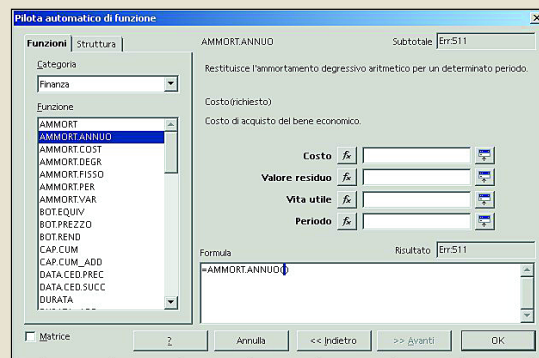 Pilota automatico di funzione
Funzioni Struttura
Categoria
Finanza
Funzione
AMMORT
AMMORT.ANNUO
AMMORT.COST
AMMORT.DEGR
AMMORT.FISSO
AMMORT.PER
AMMORT.VAR
BOT.EQUIV
BOT.PREZZO
BOT.REND
CAP.CUM
CAP.CUM_ADD
DATA.CED.PREC
DATA.CED.SUCC
DURATA
AMMORT.ANNUO Subtotale Err:511
Restituisce l'ammortamento degressivo aritmetico per un determinato periodo.
Costo(richiesto)
Costo di acquisto del bene economico.
Costo fx
Valore residuo fx
Vita utile fx
Periodo fx
Formula Risultato Err:511
=AMMORT.ANNUO()
Matrice ? Annulla << Indietro >> Avanti OK